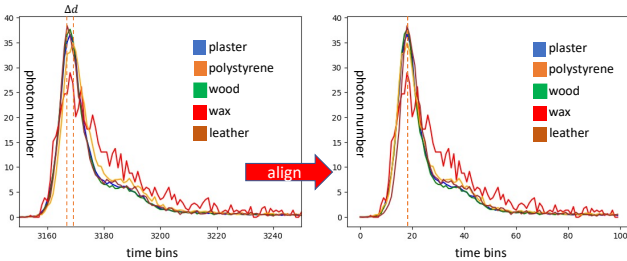 Δd
40
35
30
25
20
15
10
5
0
photon number
plaster
polystyrene
wood
wax
leather
3160 3180 3200 3220 3240
time bins
align
40
35
30
25
20
15
10
5
0
photon number
plaster
polystyrene
wood
wax
leather
0 20 40 60 80 100
time bins